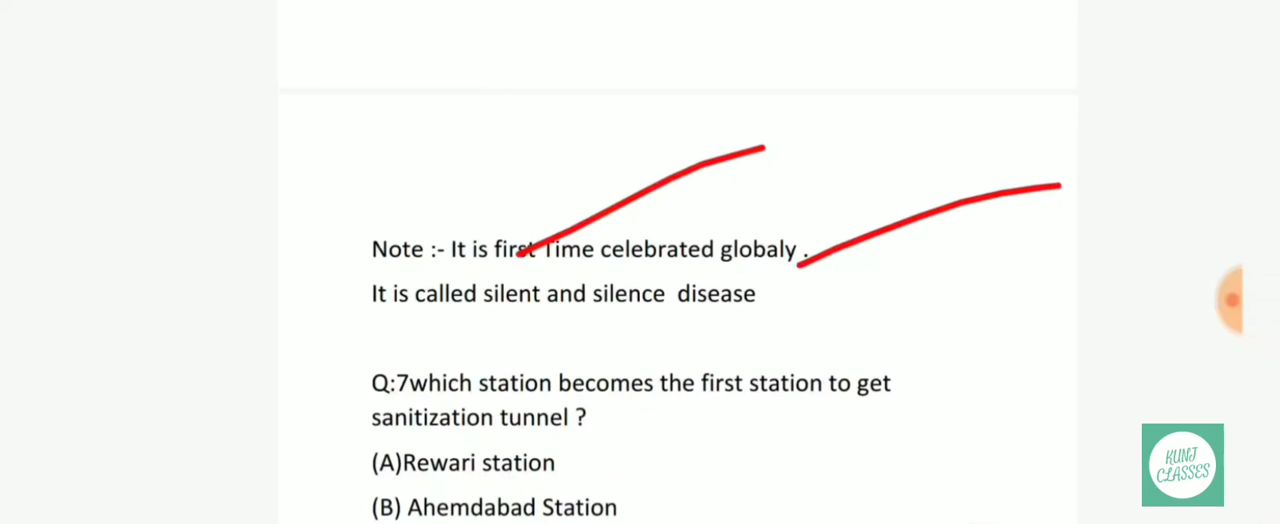 Note :- It is first Time celebrated globaly .
It is called silent and silence disease
Q:7which station becomes the first station to get
sanitization tunnel ?
(A)Rewari station
(B) Ahemdabad Station
KUNJ
CLASSES